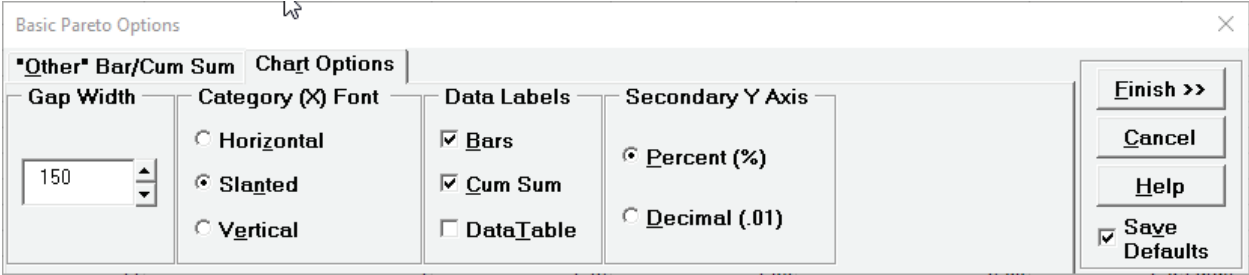 Basic Pareto Options
"Other" Bar/Cum Sum
Chart Options
Gap Width
150
Category (X) Font
Horizontal
Slanted
Vertical
Data Labels
Bars
Cum Sum
DataTable
Secondary Y Axis
Percent (%)
Decimal (.01)
Finish >>
Cancel
Help
Save
Defaults